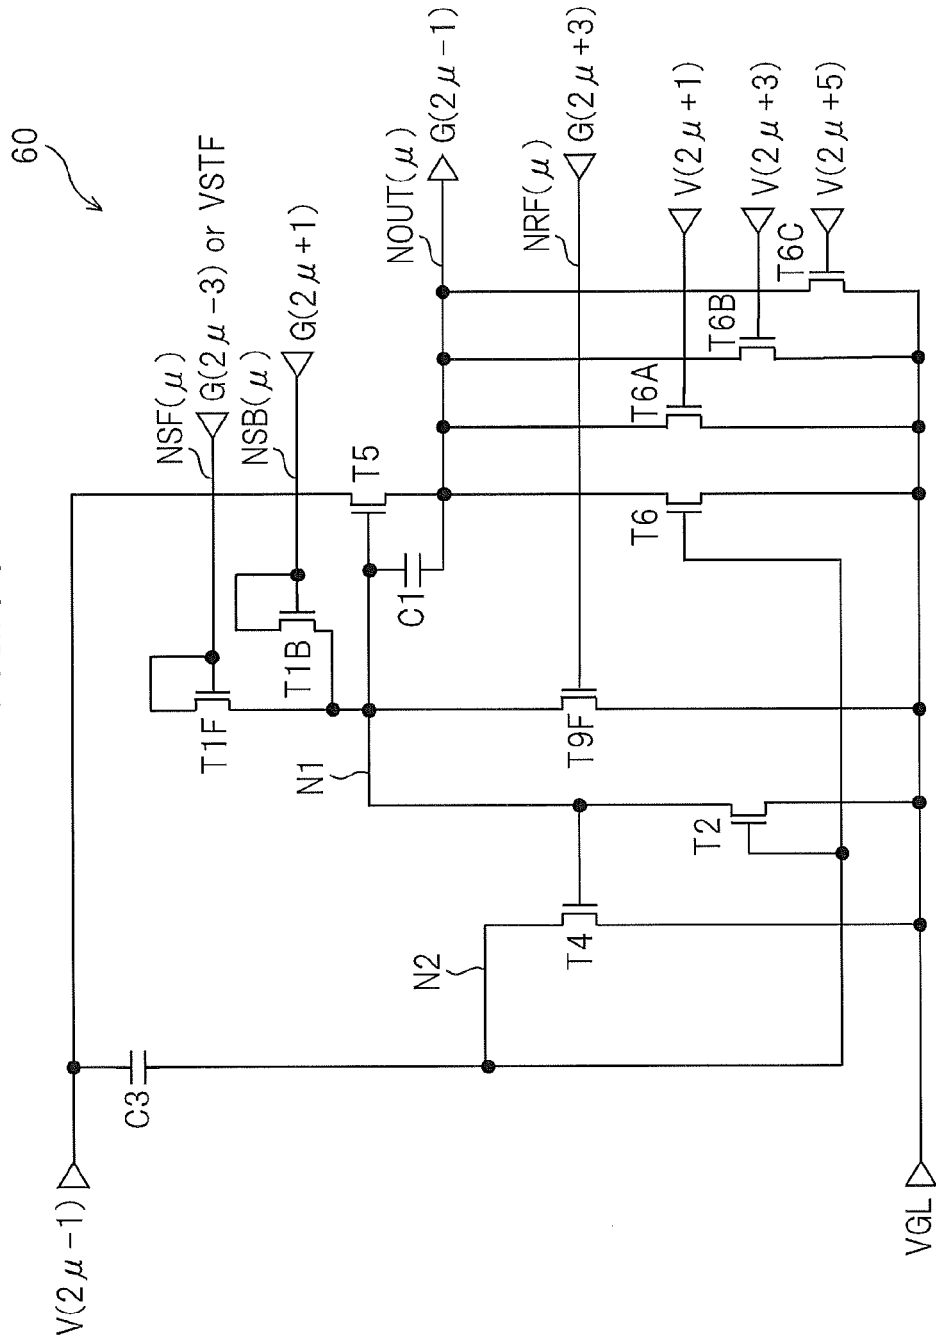 60
NSF(μ)
G(2μ-3) or VSTF
NSB(μ)
G(2μ+1)
NOUT(μ)
G(2μ-1)
NRF(μ)
G(2μ+3)
V(2μ+1)
V(2μ+3)
V(2μ+5)
T6C
T6B
T6A
T5
T6
C1
T1B
T1F
T9F
N1
T2
T4
N2
C3
V(2μ-1)
VGL